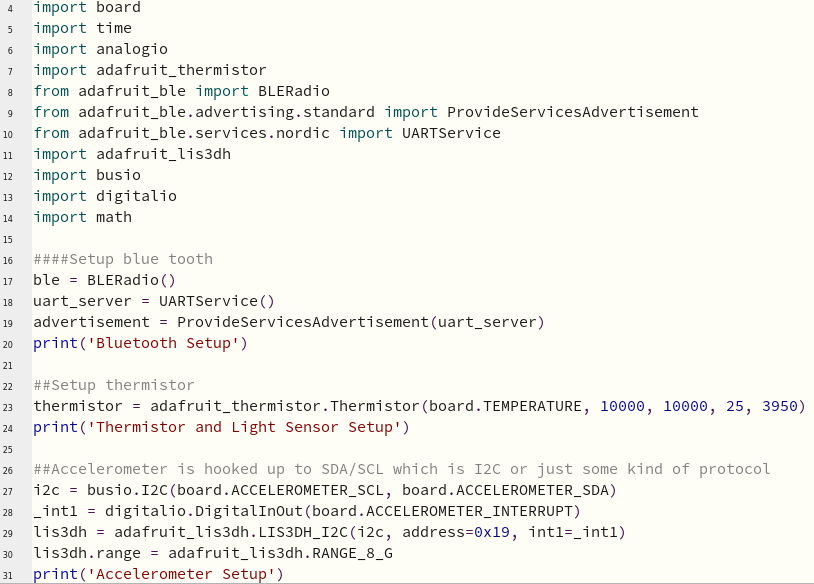 4 import board
5 import time
6 import analogio
7 import adafruit_thermistor
8 from adafruit_ble import BLERadio
9 from adafruit_ble.advertising.standard import ProvideServicesAdvertisement
10 from adafruit_ble.services.nordic import UARTService
11 import adafruit_lis3dh
12 import busio
13 import digitalio
14 import math
15
16 ####Setup blue tooth
17 ble = BLERadio()
18 uart_server = UARTService()
19 advertisement = ProvideServicesAdvertisement(uart_server)
20 print('Bluetooth Setup')
21
22 ##Setup thermistor
23 thermistor = adafruit_thermistor.Thermistor(board.TEMPERATURE, 10000, 10000, 25, 3950)
24 print('Thermistor and Light Sensor Setup')
25
26 ##Accelerometer is hooked up to SDA/SCL which is I2C or just some kind of protocol
27 i2c = busio.I2C(board.ACCELEROMETER_SCL, board.ACCELEROMETER_SDA)
28 _int1 = digitalio.DigitalInOut(board.ACCELEROMETER_INTERRUPT)
29 lis3dh = adafruit_lis3dh.LIS3DH_I2C(i2c, address=0x19, int1=_int1)
30 lis3dh.range = adafruit_lis3dh.RANGE_8_G
31 print('Accelerometer Setup')